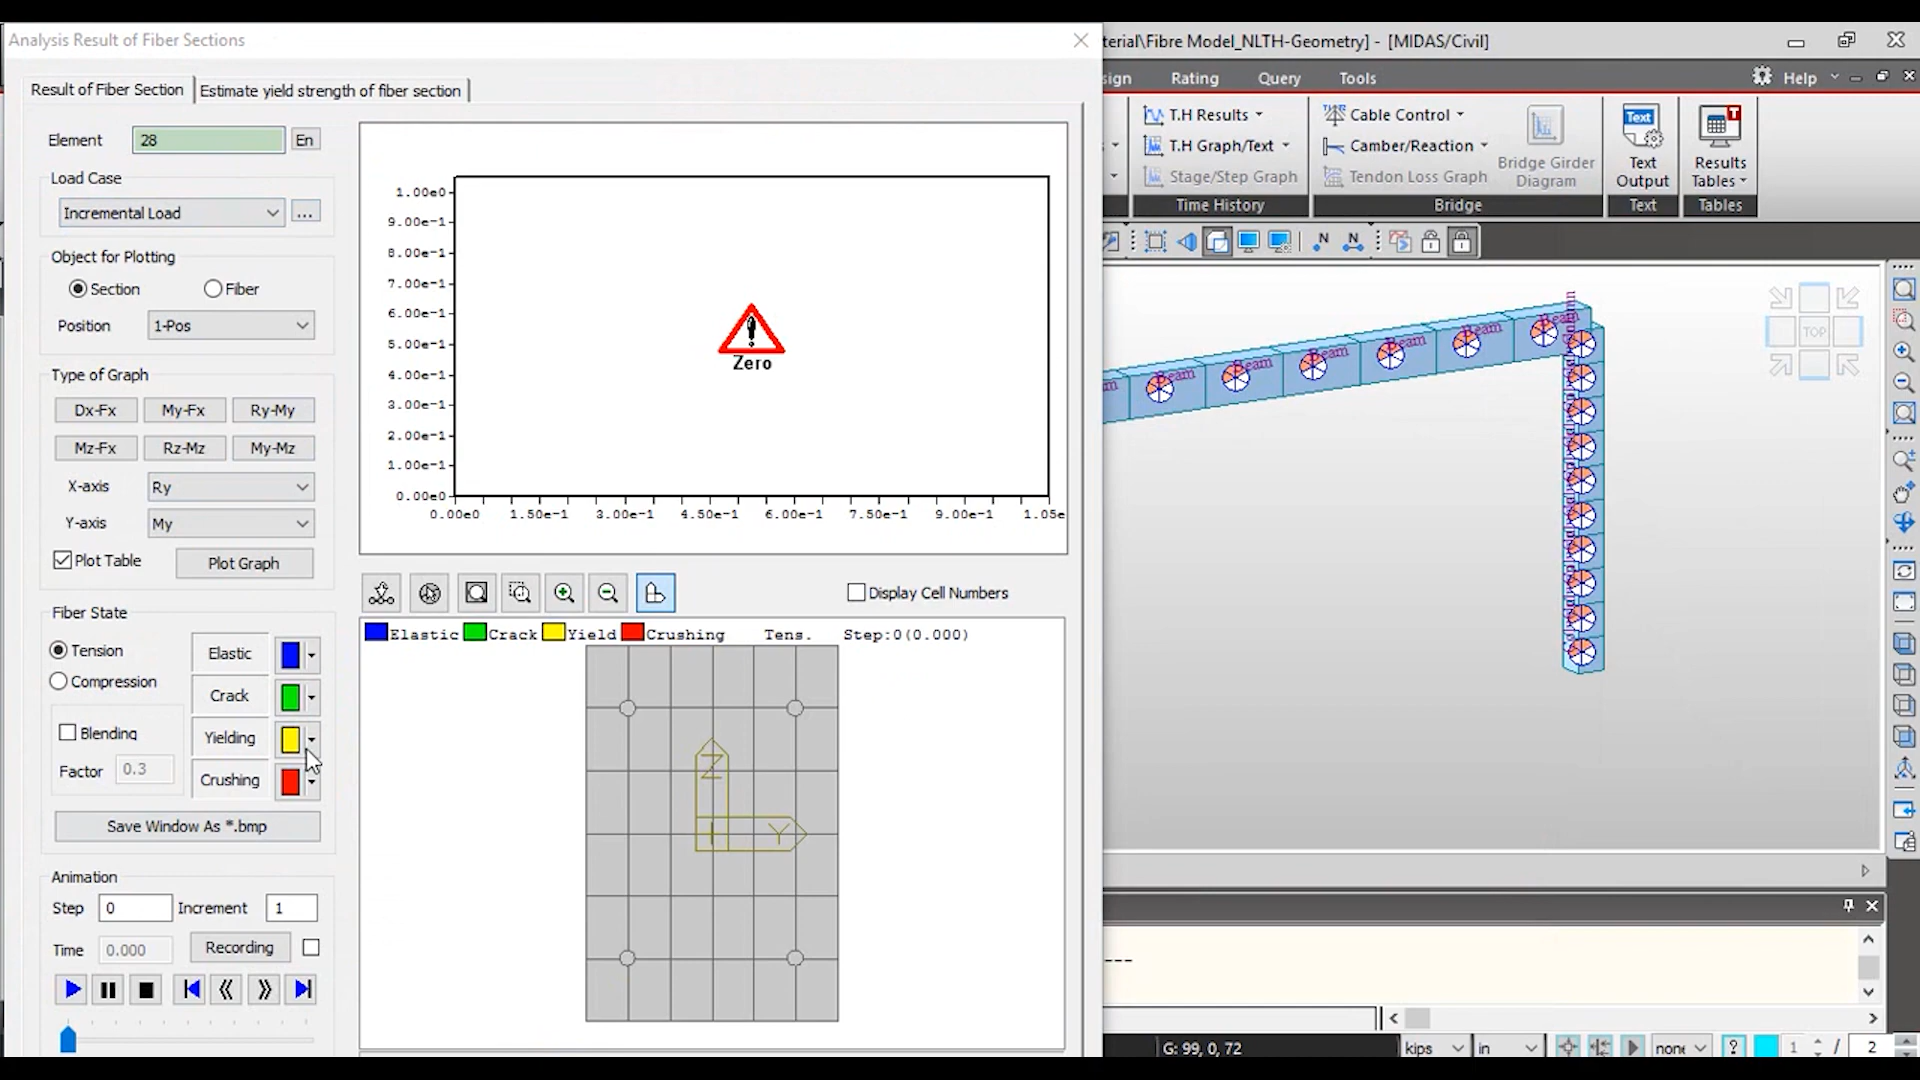 Analysis Result of Fiber Sections
terial\Fibre Model_NLTH-Geometry] - [MIDAS/Civil]
sign Rating Query Tools Help
Result of Fiber Section Estimate yield strength of fiber section
T.H Results Cable Control
T.H Graph/Text Camber/Reaction
Stage/Step Graph Tendon Loss Graph
Bridge Girder
Diagram
Text
Text
Output
Results
Tables
Time History Bridge Text Tables
N N
Element 28 En
Load Case
Incremental Load ...
Object for Plotting
Section Fiber
Position 1-Pos
Type of Graph
Dx-Fx My-Fx Ry-My
Mz-Fx Rz-Mz My-Mz
X-axis Ry
Y-axis My
Plot Table Plot Graph
1.00e0
9.00e-1
8.00e-1
7.00e-1
6.00e-1
5.00e-1
4.00e-1
3.00e-1
2.00e-1
1.00e-1
0.00e0
Zero
0.00e0 1.50e-1 3.00e-1 4.50e-1 6.00e-1 7.50e-1 9.00e-1 1.05e
TOP
Beam Beam Beam Beam Beam Beam
Display Cell Numbers
Fiber State
Tension
Compression
Elastic
Crack
Yielding
Crushing
Blending
Factor 0.3
Save Window As *.bmp
Elastic Crack Yield Crushing Tens. Step:0(0.000)
Z
Y
Animation
Step 0 Increment 1
Time 0.000 Recording
---
G: 99, 0, 72 kips in none ? 1 / 2